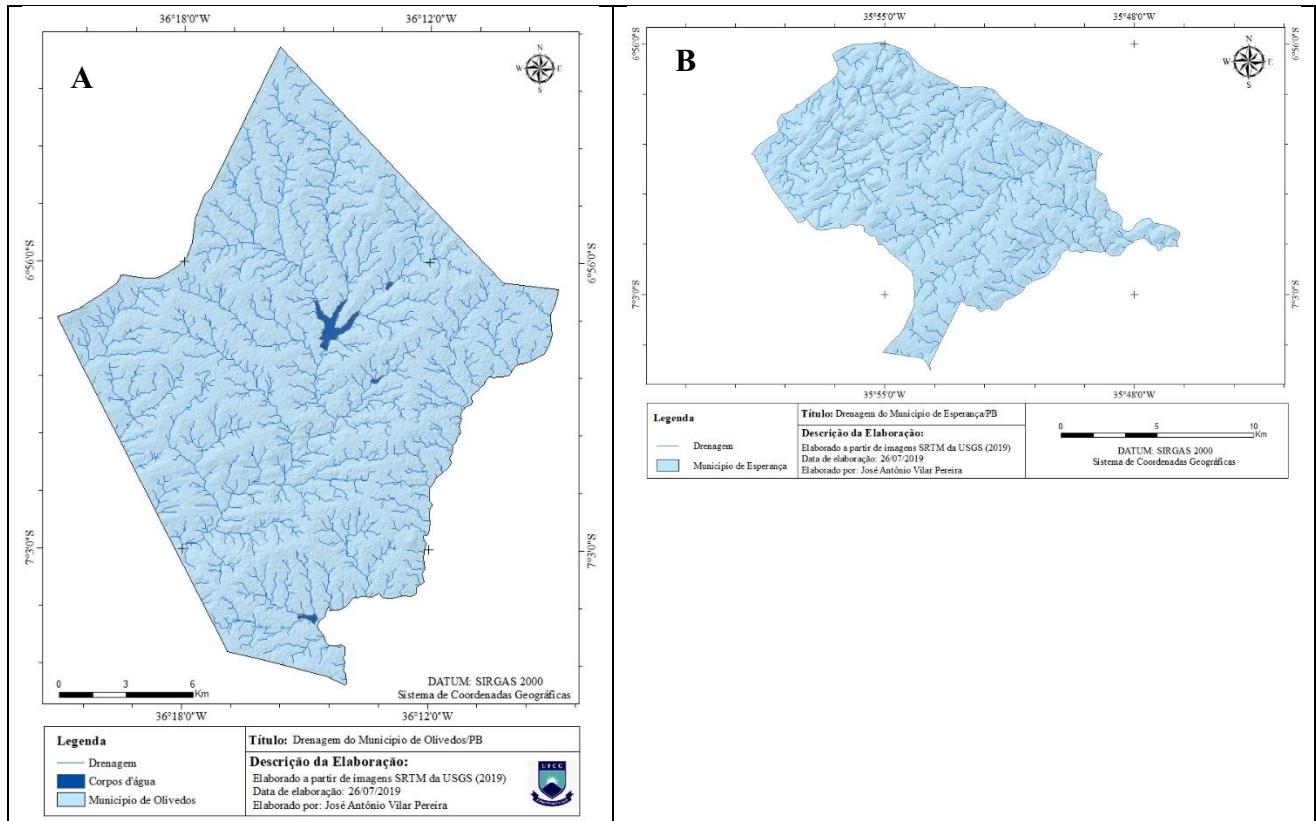 A
36°18'0"W 36°12'0"W
N
W E
S
6°56'0"S 6°56'0"S
7°3'0"S 7°3'0"S
0 3 6
Km
DATUM: SIRGAS 2000
Sistema de Coordenadas Geográficas
36°18'0"W 36°12'0"W
Legenda
Drenagem
Corpos d'água
Município de Olivedos
Título: Drenagem do Município de Olivedos/PB
Descrição da Elaboração:
Elaborado a partir de imagens SRTM da USGS (2019)
Data de elaboração: 26/07/2019
Elaborado por: José Antônio Vilar Pereira
UFCG
B
35°55'0"W 35°48'0"W
N
W E
S
6°56'0"S 6°56'0"S
7°3'0"S 7°3'0"S
35°55'0"W 35°48'0"W
Legenda
Drenagem
Município de Esperança
Título: Drenagem do Município de Esperança/PB
Descrição da Elaboração:
Elaborado a partir de imagens SRTM da USGS (2019)
Data de elaboração: 26/07/2019
Elaborado por: José Antônio Vilar Pereira
0 5 10
Km
DATUM: SIRGAS 2000
Sistema de Coordenadas Geográficas